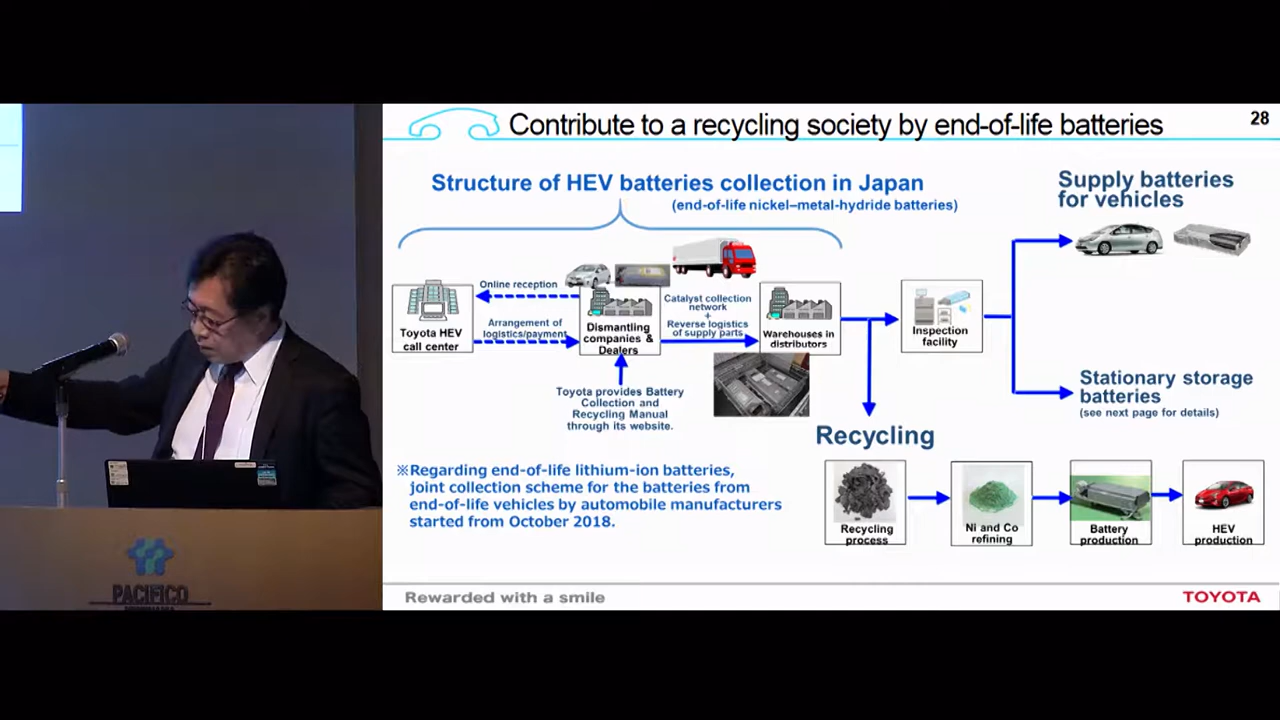 Contribute to a recycling society by end-of-life batteries
28
Structure of HEV batteries collection in Japan
(end-of-life nickel–metal-hydride batteries)
Supply batteries
for vehicles
Online reception
Arrangement of
logistics/payment
Toyota HEV
call center
Dismantling
companies &
Dealers
Catalyst collection
network
+
Reverse logistics
of supply parts
Warehouses in
distributors
Inspection
facility
Toyota provides Battery
Collection and
Recycling Manual
through its website.
Stationary storage
batteries
(see next page for details)
Recycling
※Regarding end-of-life lithium-ion batteries,
joint collection scheme for the batteries from
end-of-life vehicles by automobile manufacturers
started from October 2018.
Recycling
process
Ni and Co
refining
Battery
production
HEV
production
Rewarded with a smile
TOYOTA
PACIFICO